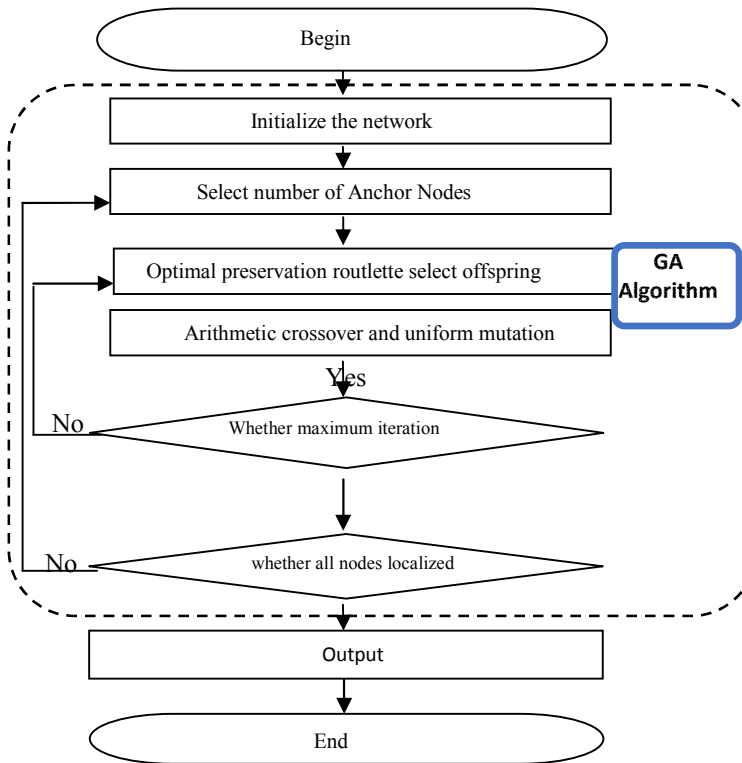 Begin
Initialize the network
Select number of Anchor Nodes
Optimal preservation routlette select offspring
GA
Algorithm
Arithmetic crossover and uniform mutation
Yes
No
Whether maximum iteration
No
whether all nodes localized
Output
End